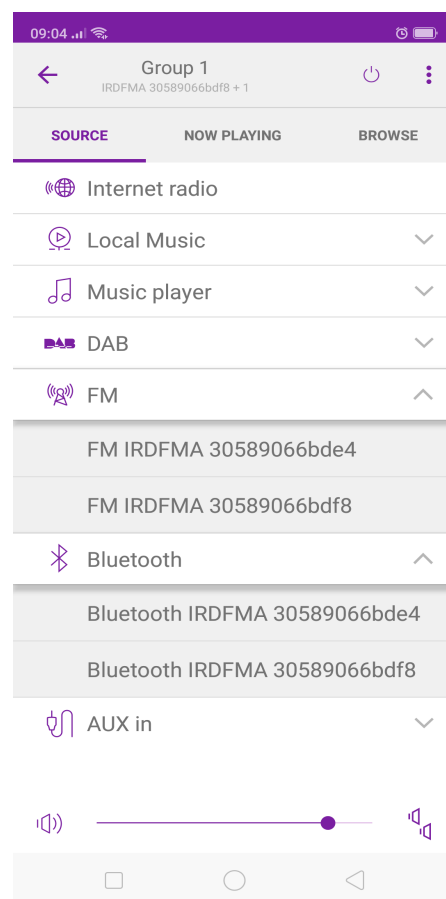 09:04
Group 1
IRDFMA 30589066bdf8 + 1
SOURCE NOW PLAYING BROWSE
Internet radio
Local Music
Music player
DAB DAB
FM
FM IRDFMA 30589066bde4
FM IRDFMA 30589066bdf8
Bluetooth
Bluetooth IRDFMA 30589066bde4
Bluetooth IRDFMA 30589066bdf8
AUX in